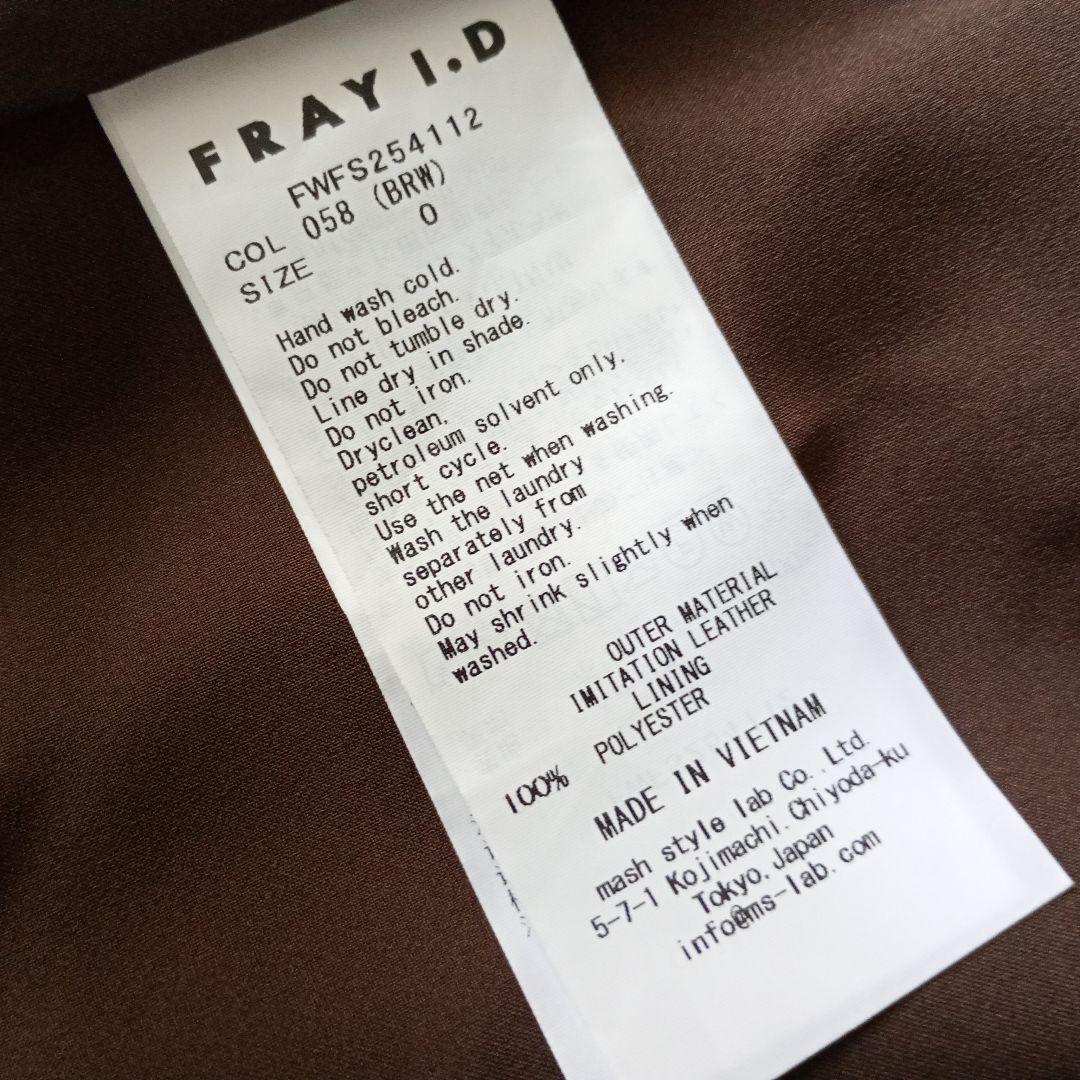 FRAY I.D
FWFS254112
COL 058 (BRW)
SIZE 0
Hand wash cold.
Do not bleach.
Do not tumble dry.
Line dry in shade.
Do not iron.
Dryclean,
petroleum solvent only,
short cycle.
Use the net when washing.
Wash the laundry
separately from
other laundry.
Do not iron.
May shrink slightly when
washed.
OUTER MATERIAL
IMITATION LEATHER
LINING
100% POLYESTER
MADE IN VIETNAM
mash style lab Co.,Ltd.
5-7-1 Kojimachi.Chiyoda-ku
Tokyo,Japan
info@ms-lab.com